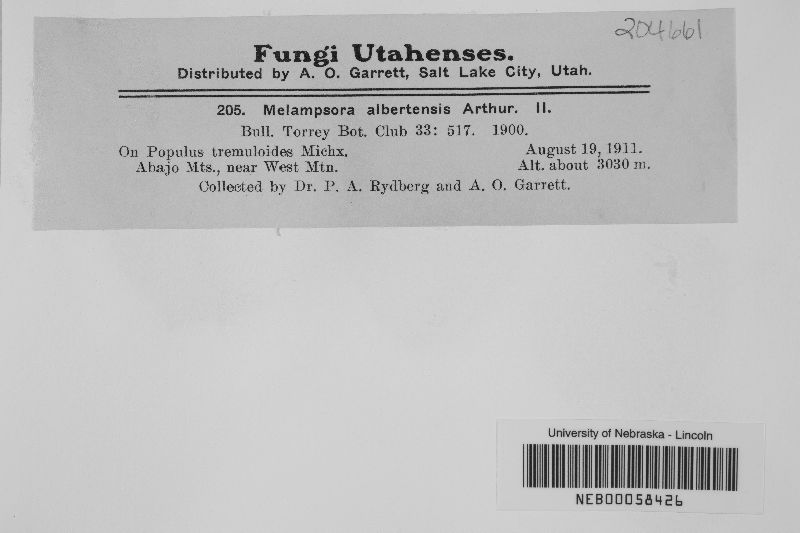 204661
Fungi Utahenses.
Distributed by A. O. Garrett, Salt Lake City, Utah.
205. Melampsora albertensis Arthur. II.
Bull. Torrey Bot. Club 33: 517. 1900.
On Populus tremuloides Michx. August 19, 1911.
Abajo Mts., near West Mtn. Alt. about 3030 m.
Collected by Dr. P. A. Rydberg and A. O. Garrett.
University of Nebraska - Lincoln
NEB00058426